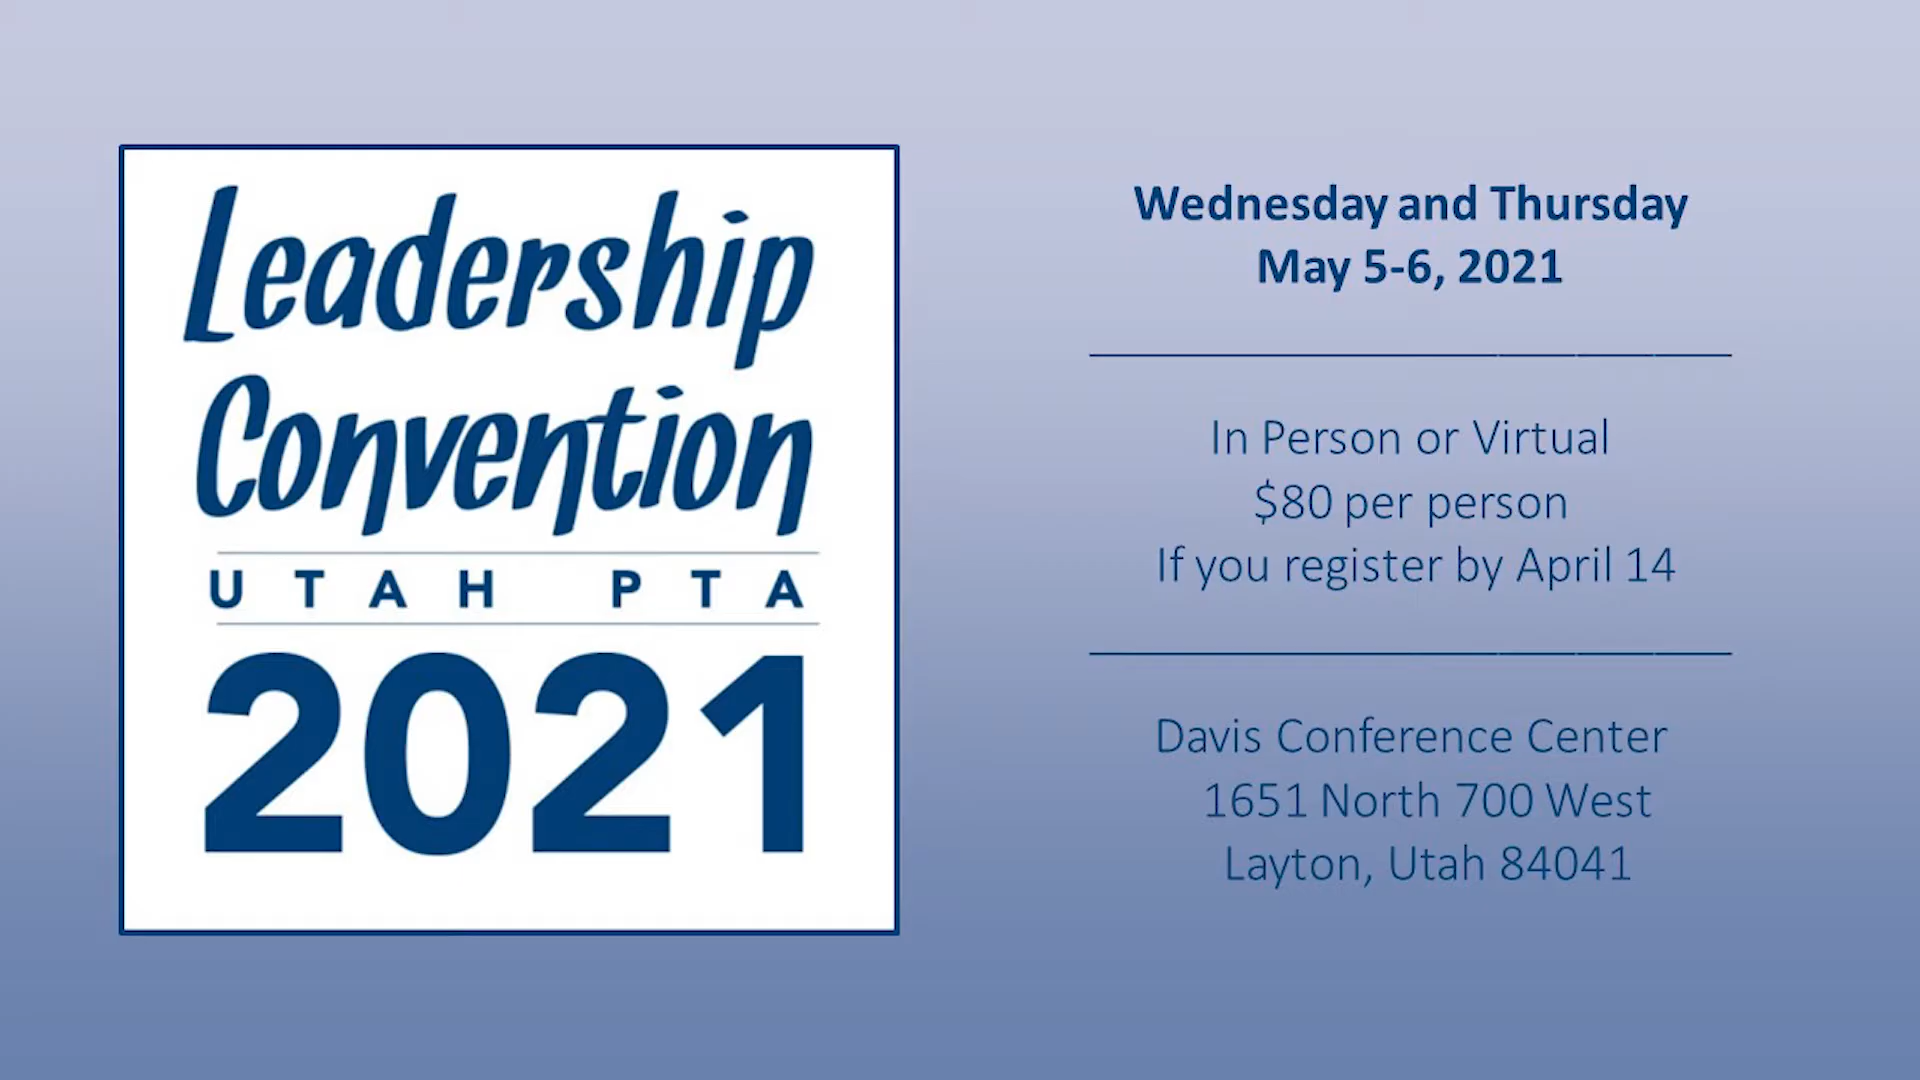 Leadership
Convention
UTAH PTA
2021
Wednesday and Thursday
May 5-6, 2021
In Person or Virtual
$80 per person
If you register by April 14
Davis Conference Center
1651 North 700 West
Layton, Utah 84041